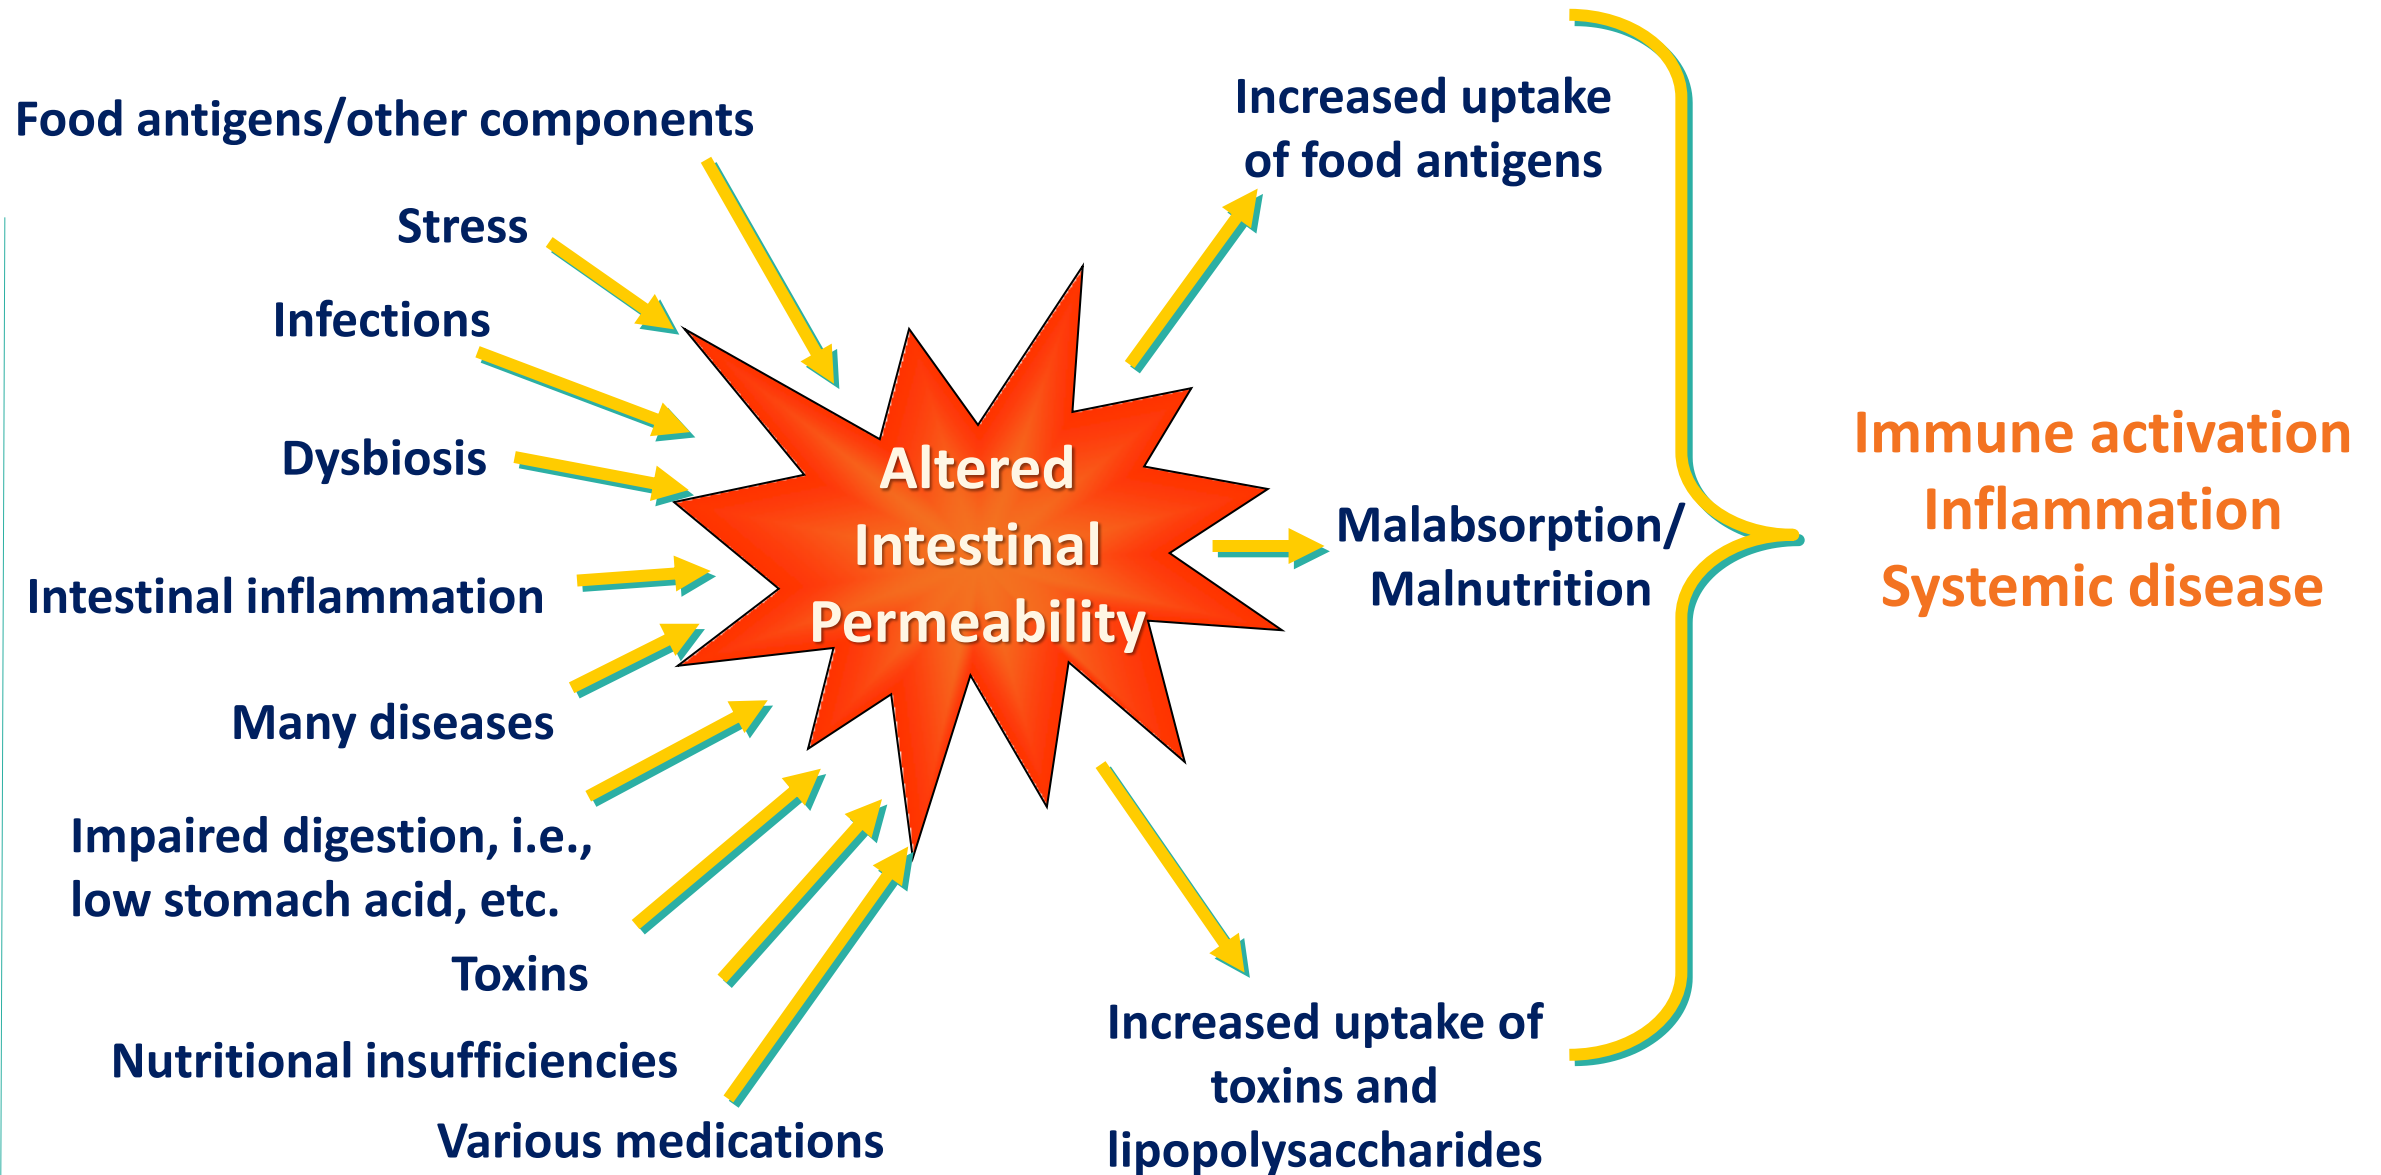 Food antigens/other components
Stress
Infections
Dysbiosis
Intestinal inflammation
Many diseases
Impaired digestion, i.e.,
low stomach acid, etc.
Toxins
Nutritional insufficiencies
Various medications
Altered
Intestinal
Permeability
Increased uptake
of food antigens
Malabsorption/
Malnutrition
Increased uptake of
toxins and
lipopolysaccharides
Immune activation
Inflammation
Systemic disease